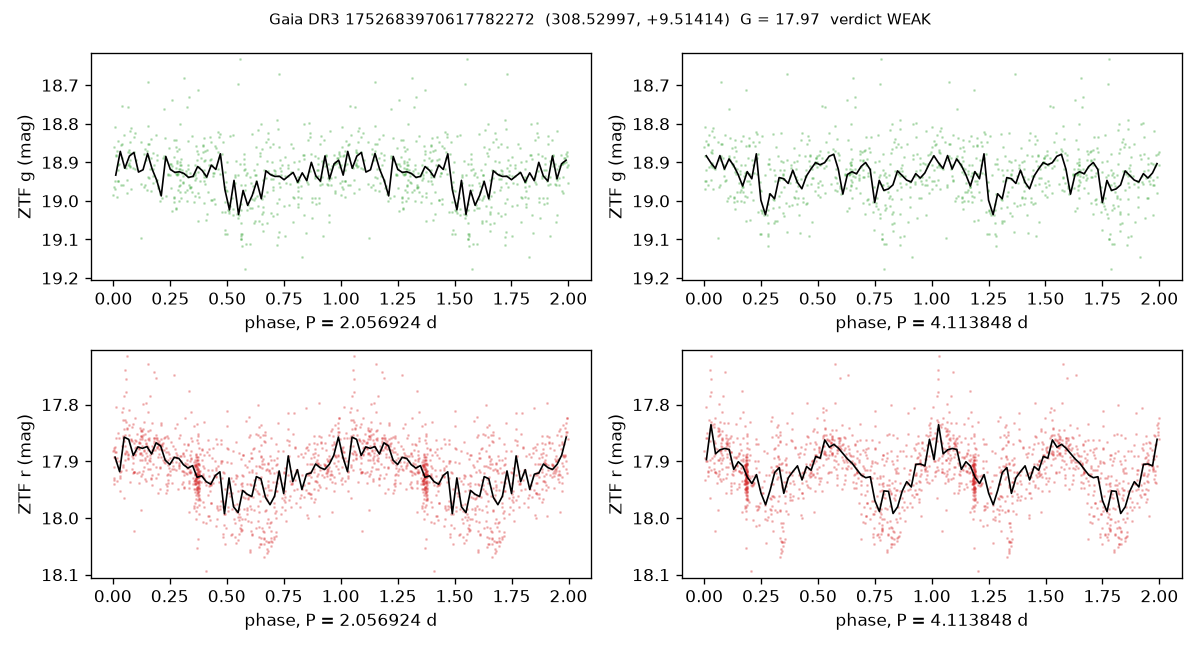 Gaia DR3 1752683970617782272 (308.52997, +9.51414) G = 17.97 verdict WEAK
ZTF g (mag)
18.7
18.8
18.9
19.0
19.1
19.2
0.00 0.25 0.50 0.75 1.00 1.25 1.50 1.75 2.00
phase, P = 2.056924 d
ZTF g (mag)
18.7
18.8
18.9
19.0
19.1
19.2
0.00 0.25 0.50 0.75 1.00 1.25 1.50 1.75 2.00
phase, P = 4.113848 d
ZTF r (mag)
17.8
17.9
18.0
18.1
0.00 0.25 0.50 0.75 1.00 1.25 1.50 1.75 2.00
phase, P = 2.056924 d
ZTF r (mag)
17.8
17.9
18.0
18.1
0.00 0.25 0.50 0.75 1.00 1.25 1.50 1.75 2.00
phase, P = 4.113848 d